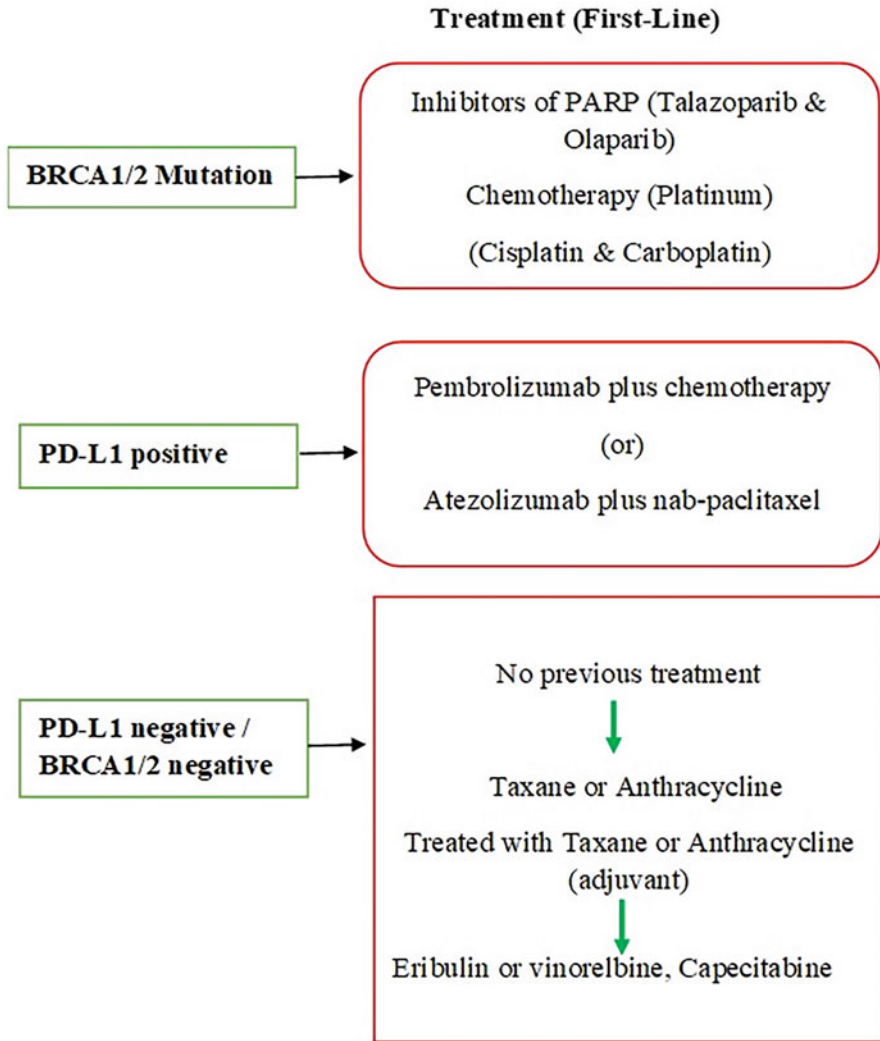 Treatment (First-Line)
BRCA1/2 Mutation
Inhibitors of PARP (Talazoparib &
Olaparib)
Chemotherapy (Platinum)
(Cisplatin & Carboplatin)
PD-L1 positive
Pembrolizumab plus chemotherapy
(or)
Atezolizumab plus nab-paclitaxel
PD-L1 negative /
BRCA1/2 negative
No previous treatment
Taxane or Anthracycline
Treated with Taxane or Anthracycline
(adjuvant)
Eribulin or vinorelbine, Capecitabine